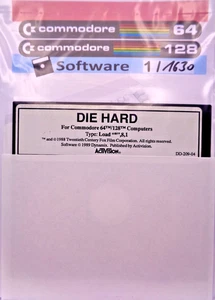 commodore 64
commodore 128
Software 1/1630
DIE HARD
For Commodore 64™/128™ Computers
Type: Load "*",8,1
™ and © 1988 Twentieth Century Fox Film Corporation. All rights reserved.
Software © 1989 Dynamix. Published by Activision.
ACTIVISION
DD-209-04